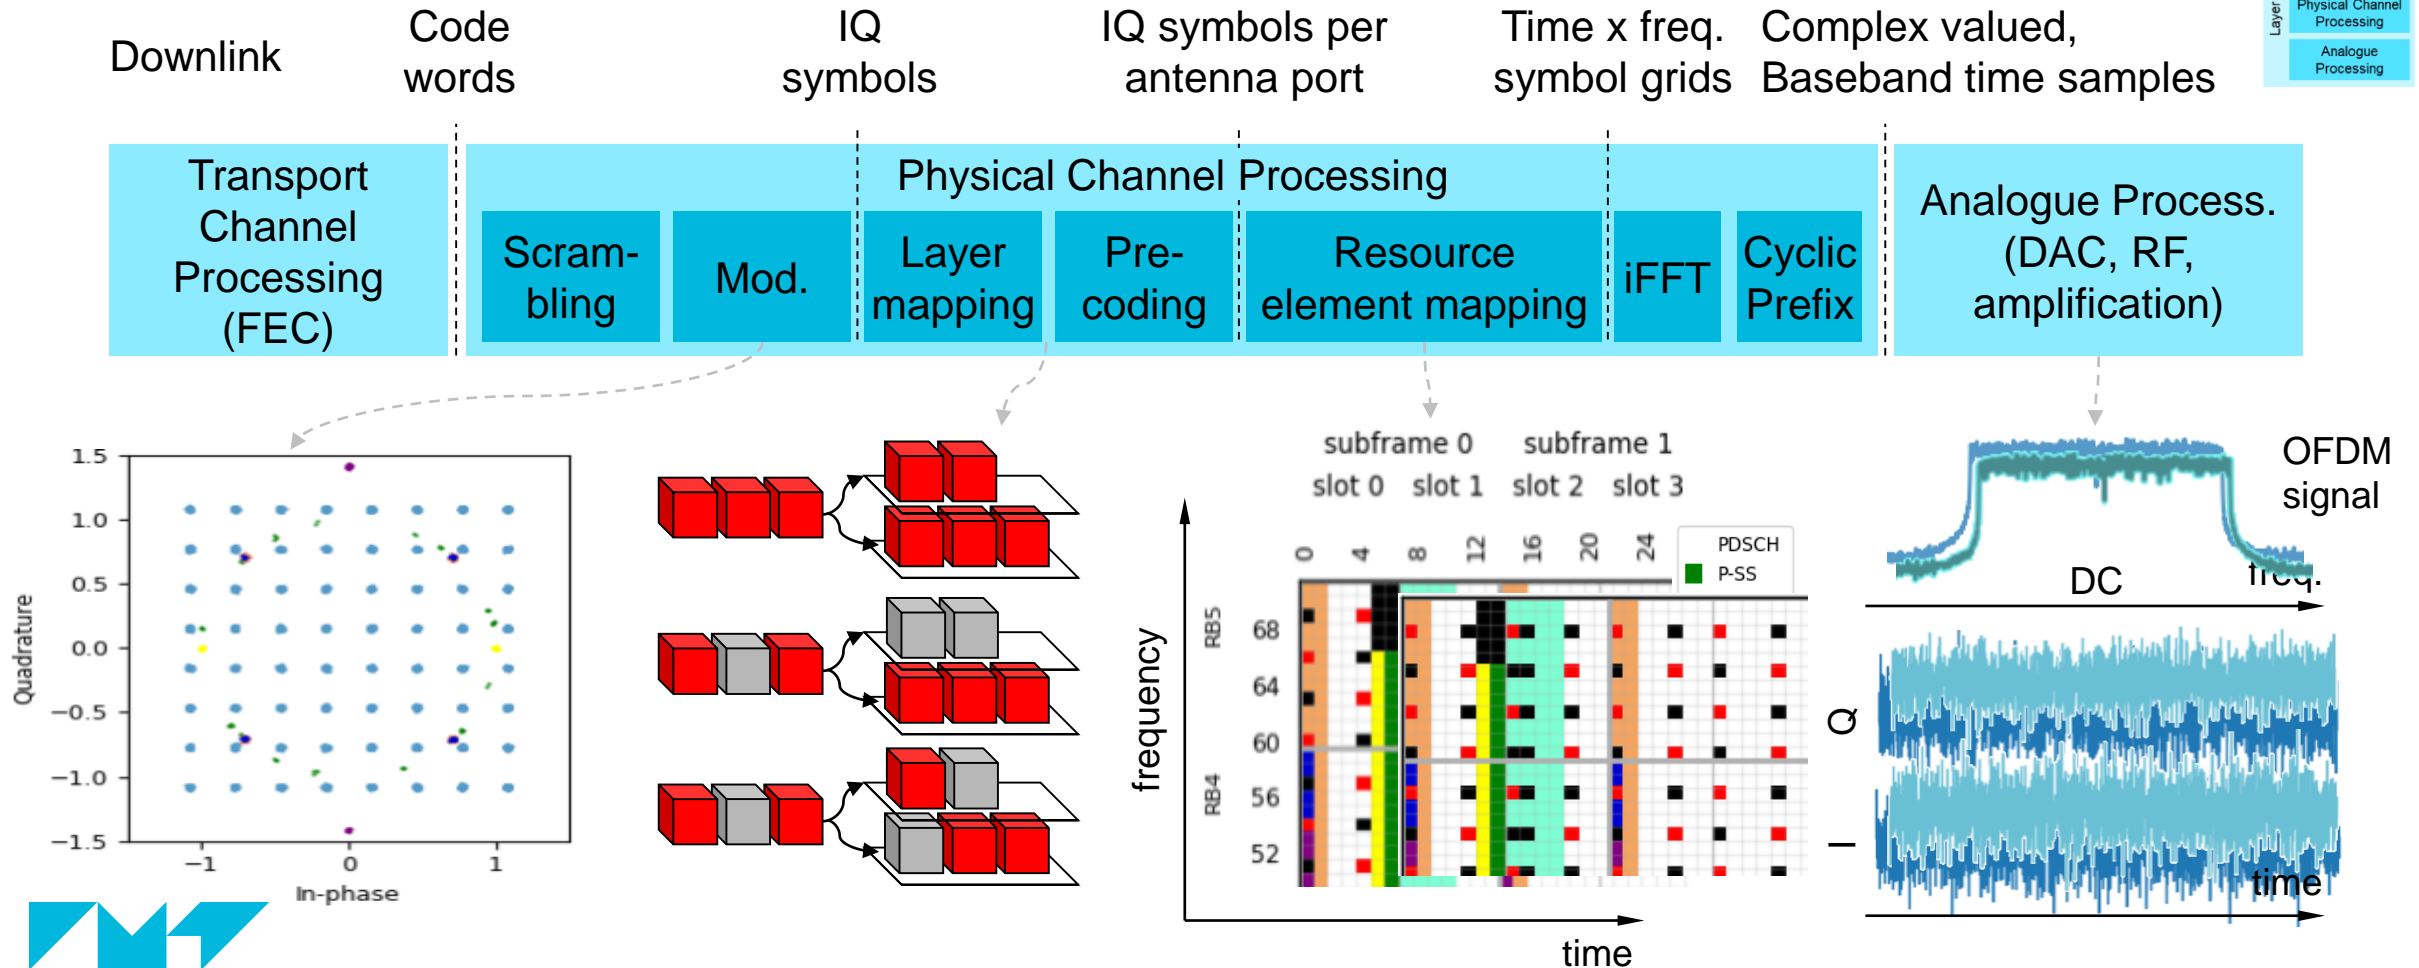 Downlink
Code
words
IQ
symbols
IQ symbols per
antenna port
Time x freq.
symbol grids
Complex valued,
Baseband time samples
Layer
Physical Channel
Processing
Analogue
Processing
Transport
Channel
Processing
(FEC)
Physical Channel Processing
Scram-
bling
Mod.
Layer
mapping
Pre-
coding
Resource
element mapping
iFFT
Cyclic
Prefix
Analogue Process.
(DAC, RF,
amplification)
1.5
1.0
0.5
0.0
−0.5
−1.0
−1.5
Quadrature
−1 0 1
In-phase
subframe 0 subframe 1
slot 0 slot 1 slot 2 slot 3
0 4 8 12 16 20 24
PDSCH
P-SS
RB5
RB4
68
64
60
56
52
frequency
time
OFDM
signal
DC
freq.
Q
I
time